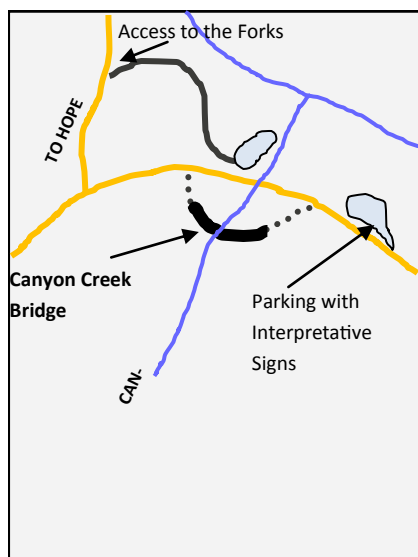 Access to the Forks
TO HOPE
Canyon Creek
Bridge
Parking with
Interpretative
Signs
CAN-